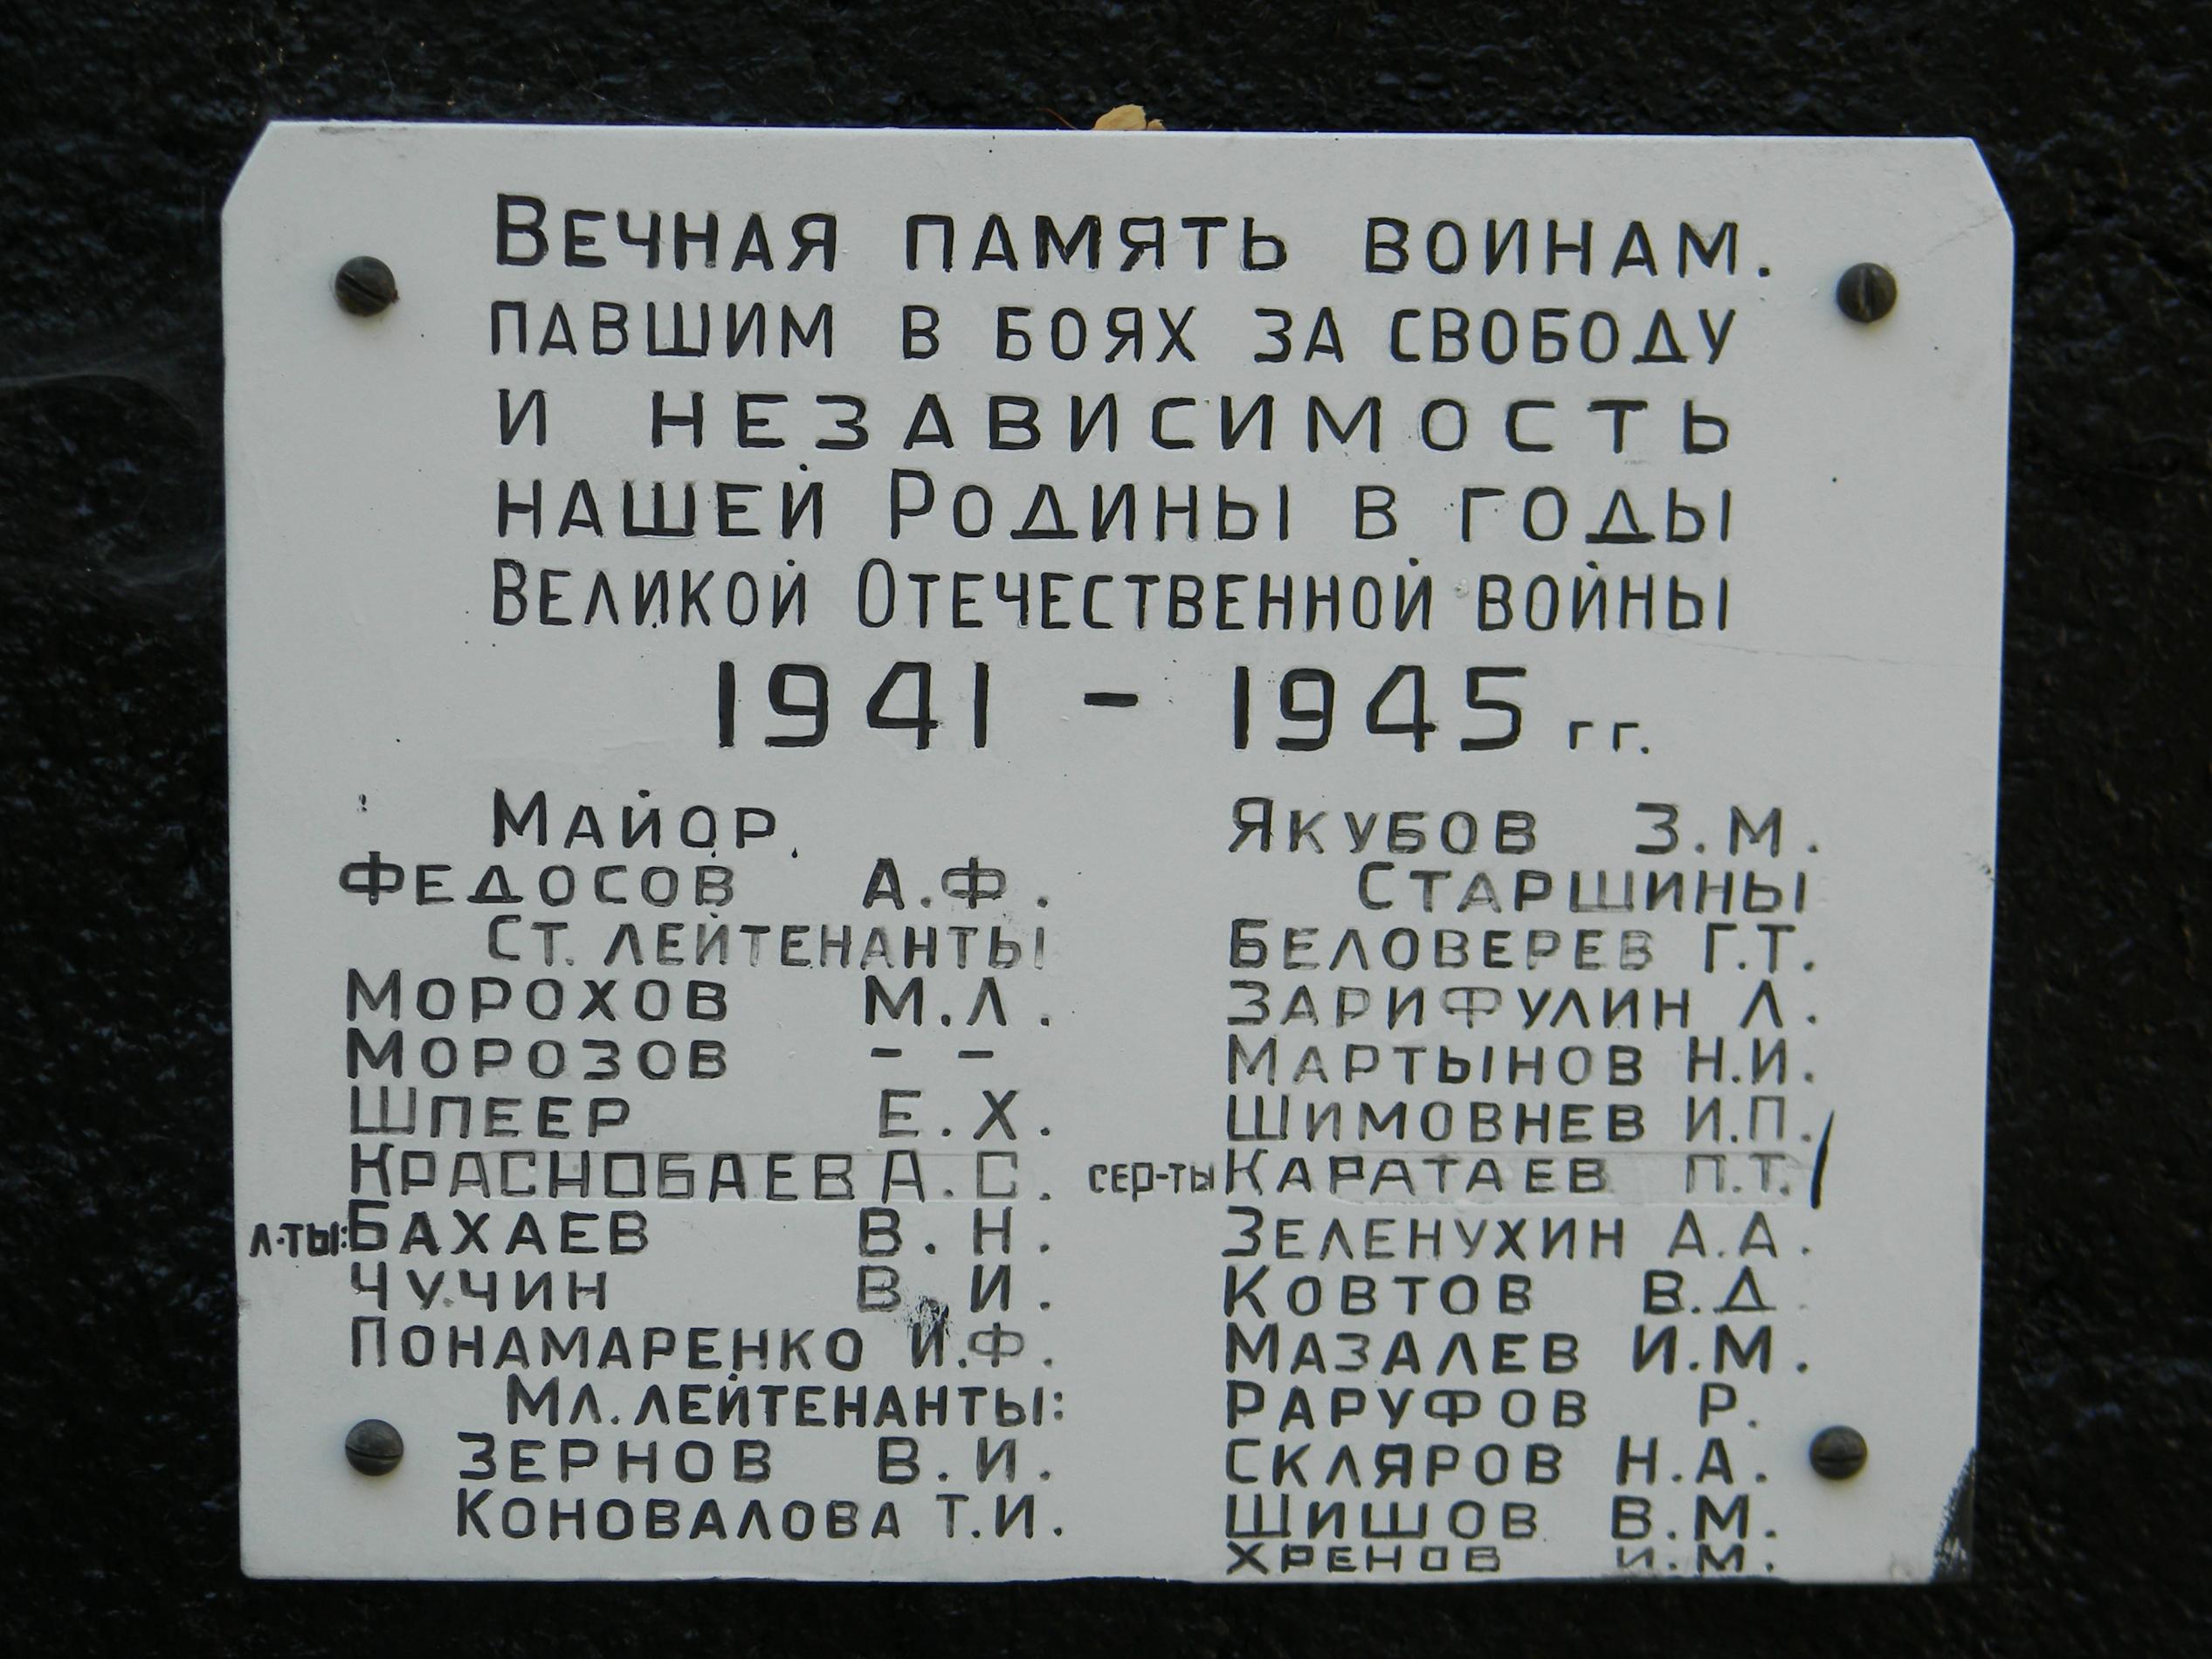 Вечная память воинам.
павшим в боях за свободу
и независимость
нашей Родины в годы
Великой Отечественной войны
1941 - 1945 гг.
Майор.
Федосов А.Ф.
Ст. лейтенанты
Морохов М.Л.
Морозов - -
Шпеер Е.Х.
Краснобаев А.С.
л-ты: Бахаев В.Н.
Чучин В.И.
Понамаренко И.Ф.
Мл. лейтенанты:
Зернов В.И.
Коновалова Т.И.
Якубов З.М.
Старшины
Беловерев Г.Т.
Зарифулин Л.
Мартынов Н.И.
Шимовнев И.П.
сер-ты Каратаев П.Т.
Зеленухин А.А.
Ковтов В.Д.
Мазалев И.М.
Раруфов Р.
Скляров Н.А.
Шишов В.М.
Хренов И.М.